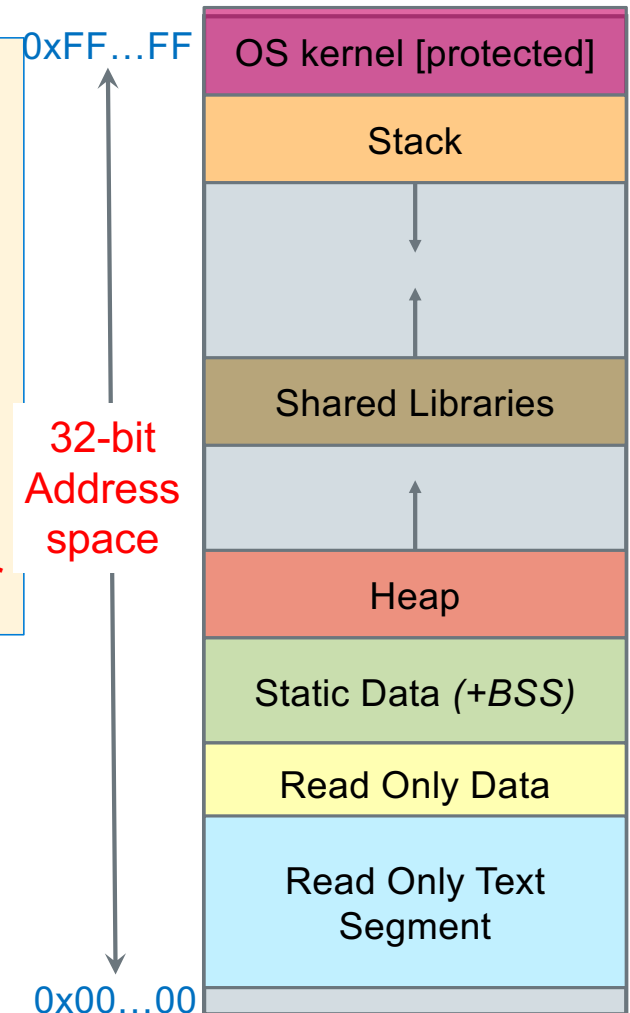 0xFF…FF
OS kernel [protected]
Stack
Shared Libraries
32-bit
Address
space
Heap
Static Data (+BSS)
Read Only Data
Read Only Text
Segment
0x00…00